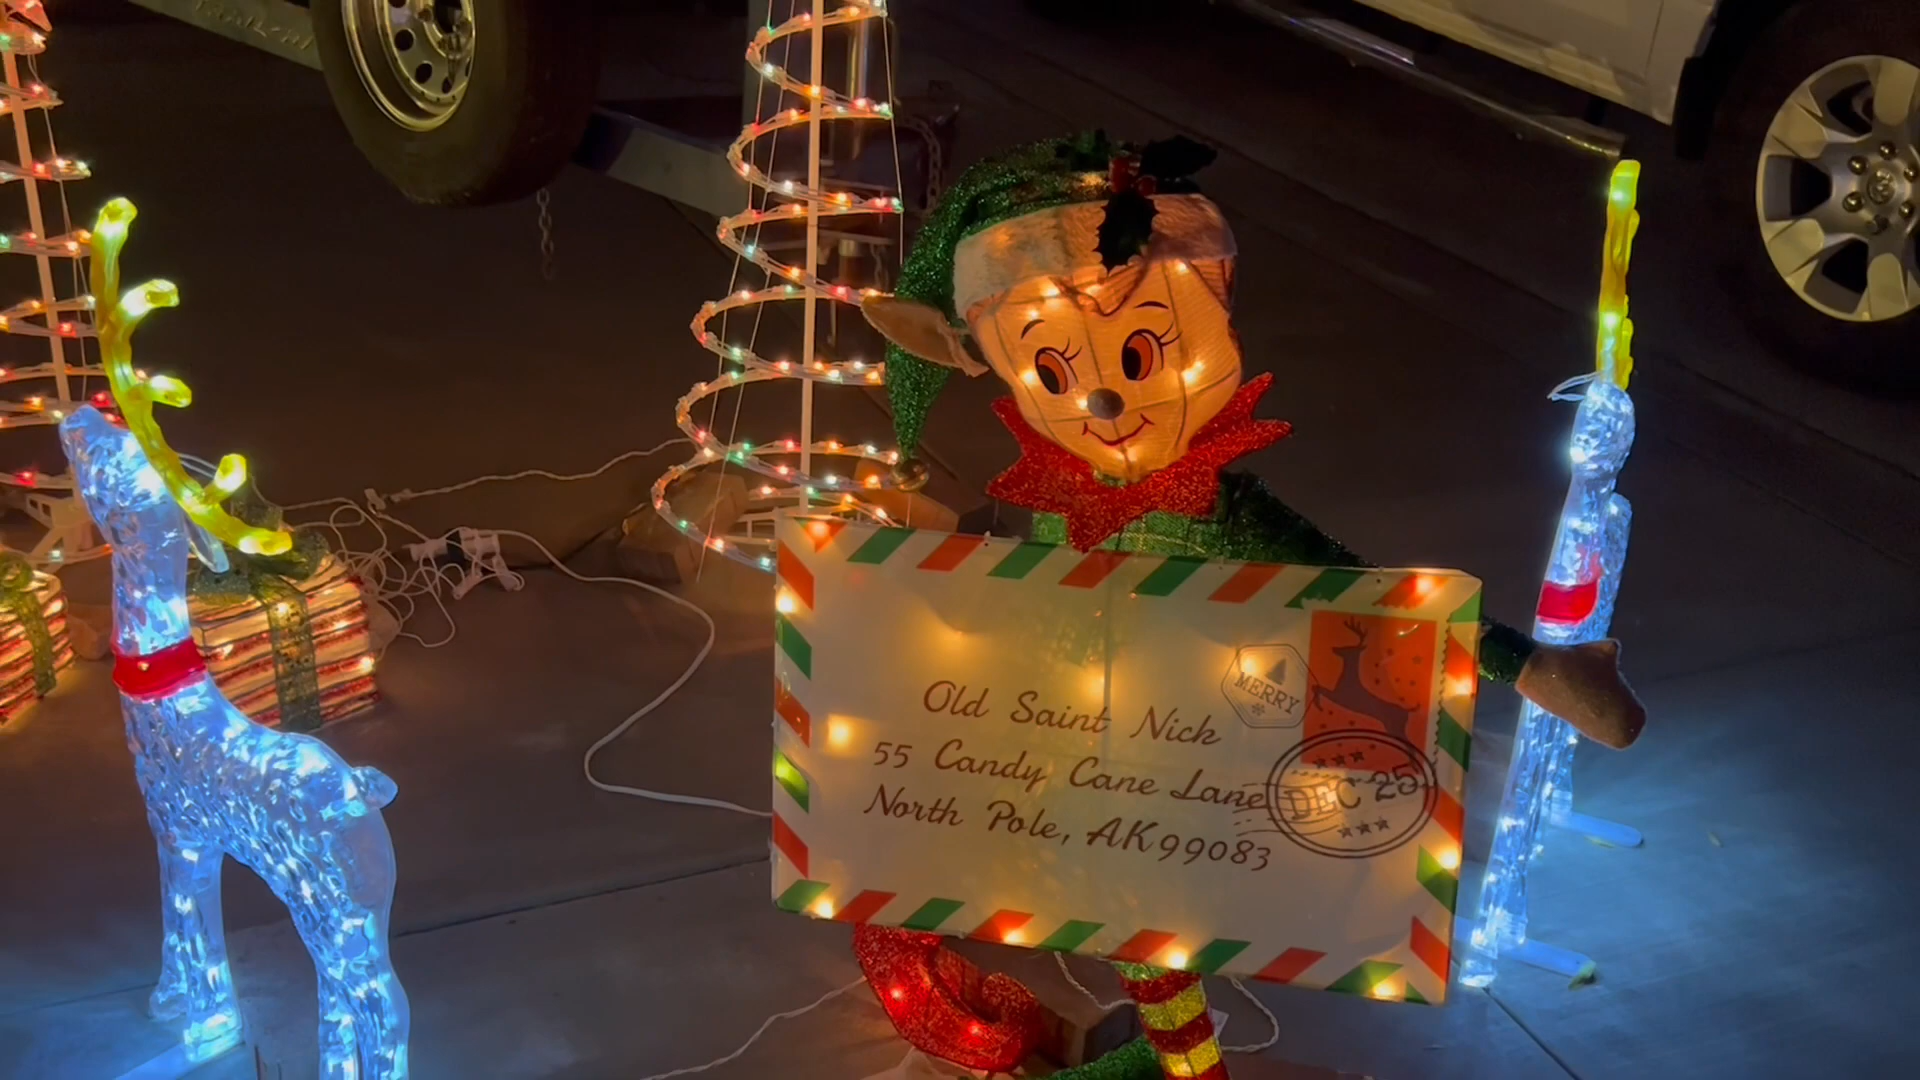 MERRY
Old Saint Nick
55 Candy Cane Lane
North Pole, AK 99083
DEC 25